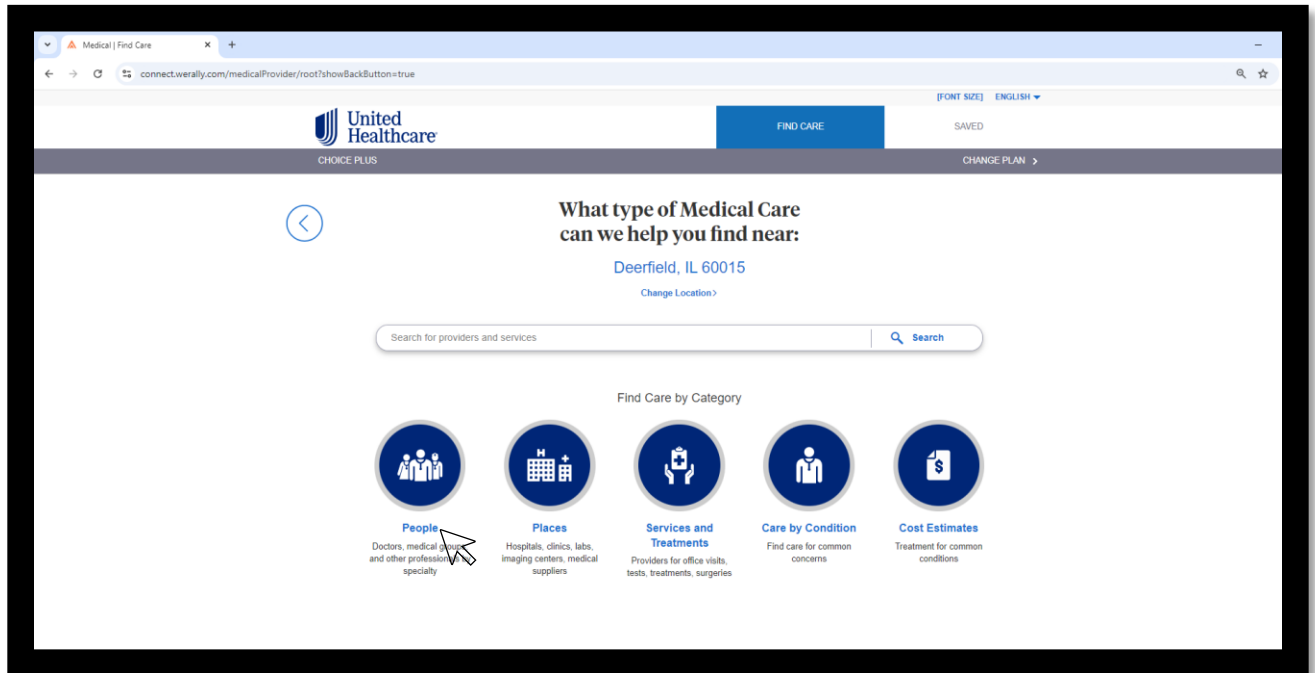 Medical | Find Care
connect.werally.com/medicalProvider/root?showBackButton=true
[FONT SIZE] ENGLISH
United
Healthcare
FIND CARE
SAVED
CHOICE PLUS
CHANGE PLAN >
What type of Medical Care
can we help you find near:
Deerfield, IL 60015
Change Location>
Search for providers and services
Search
Find Care by Category
People
Doctors, medical groups
and other professionals by
specialty
Places
Hospitals, clinics, labs,
imaging centers, medical
suppliers
Services and
Treatments
Providers for office visits,
tests, treatments, surgeries
Care by Condition
Find care for common
concerns
Cost Estimates
Treatment for common
conditions